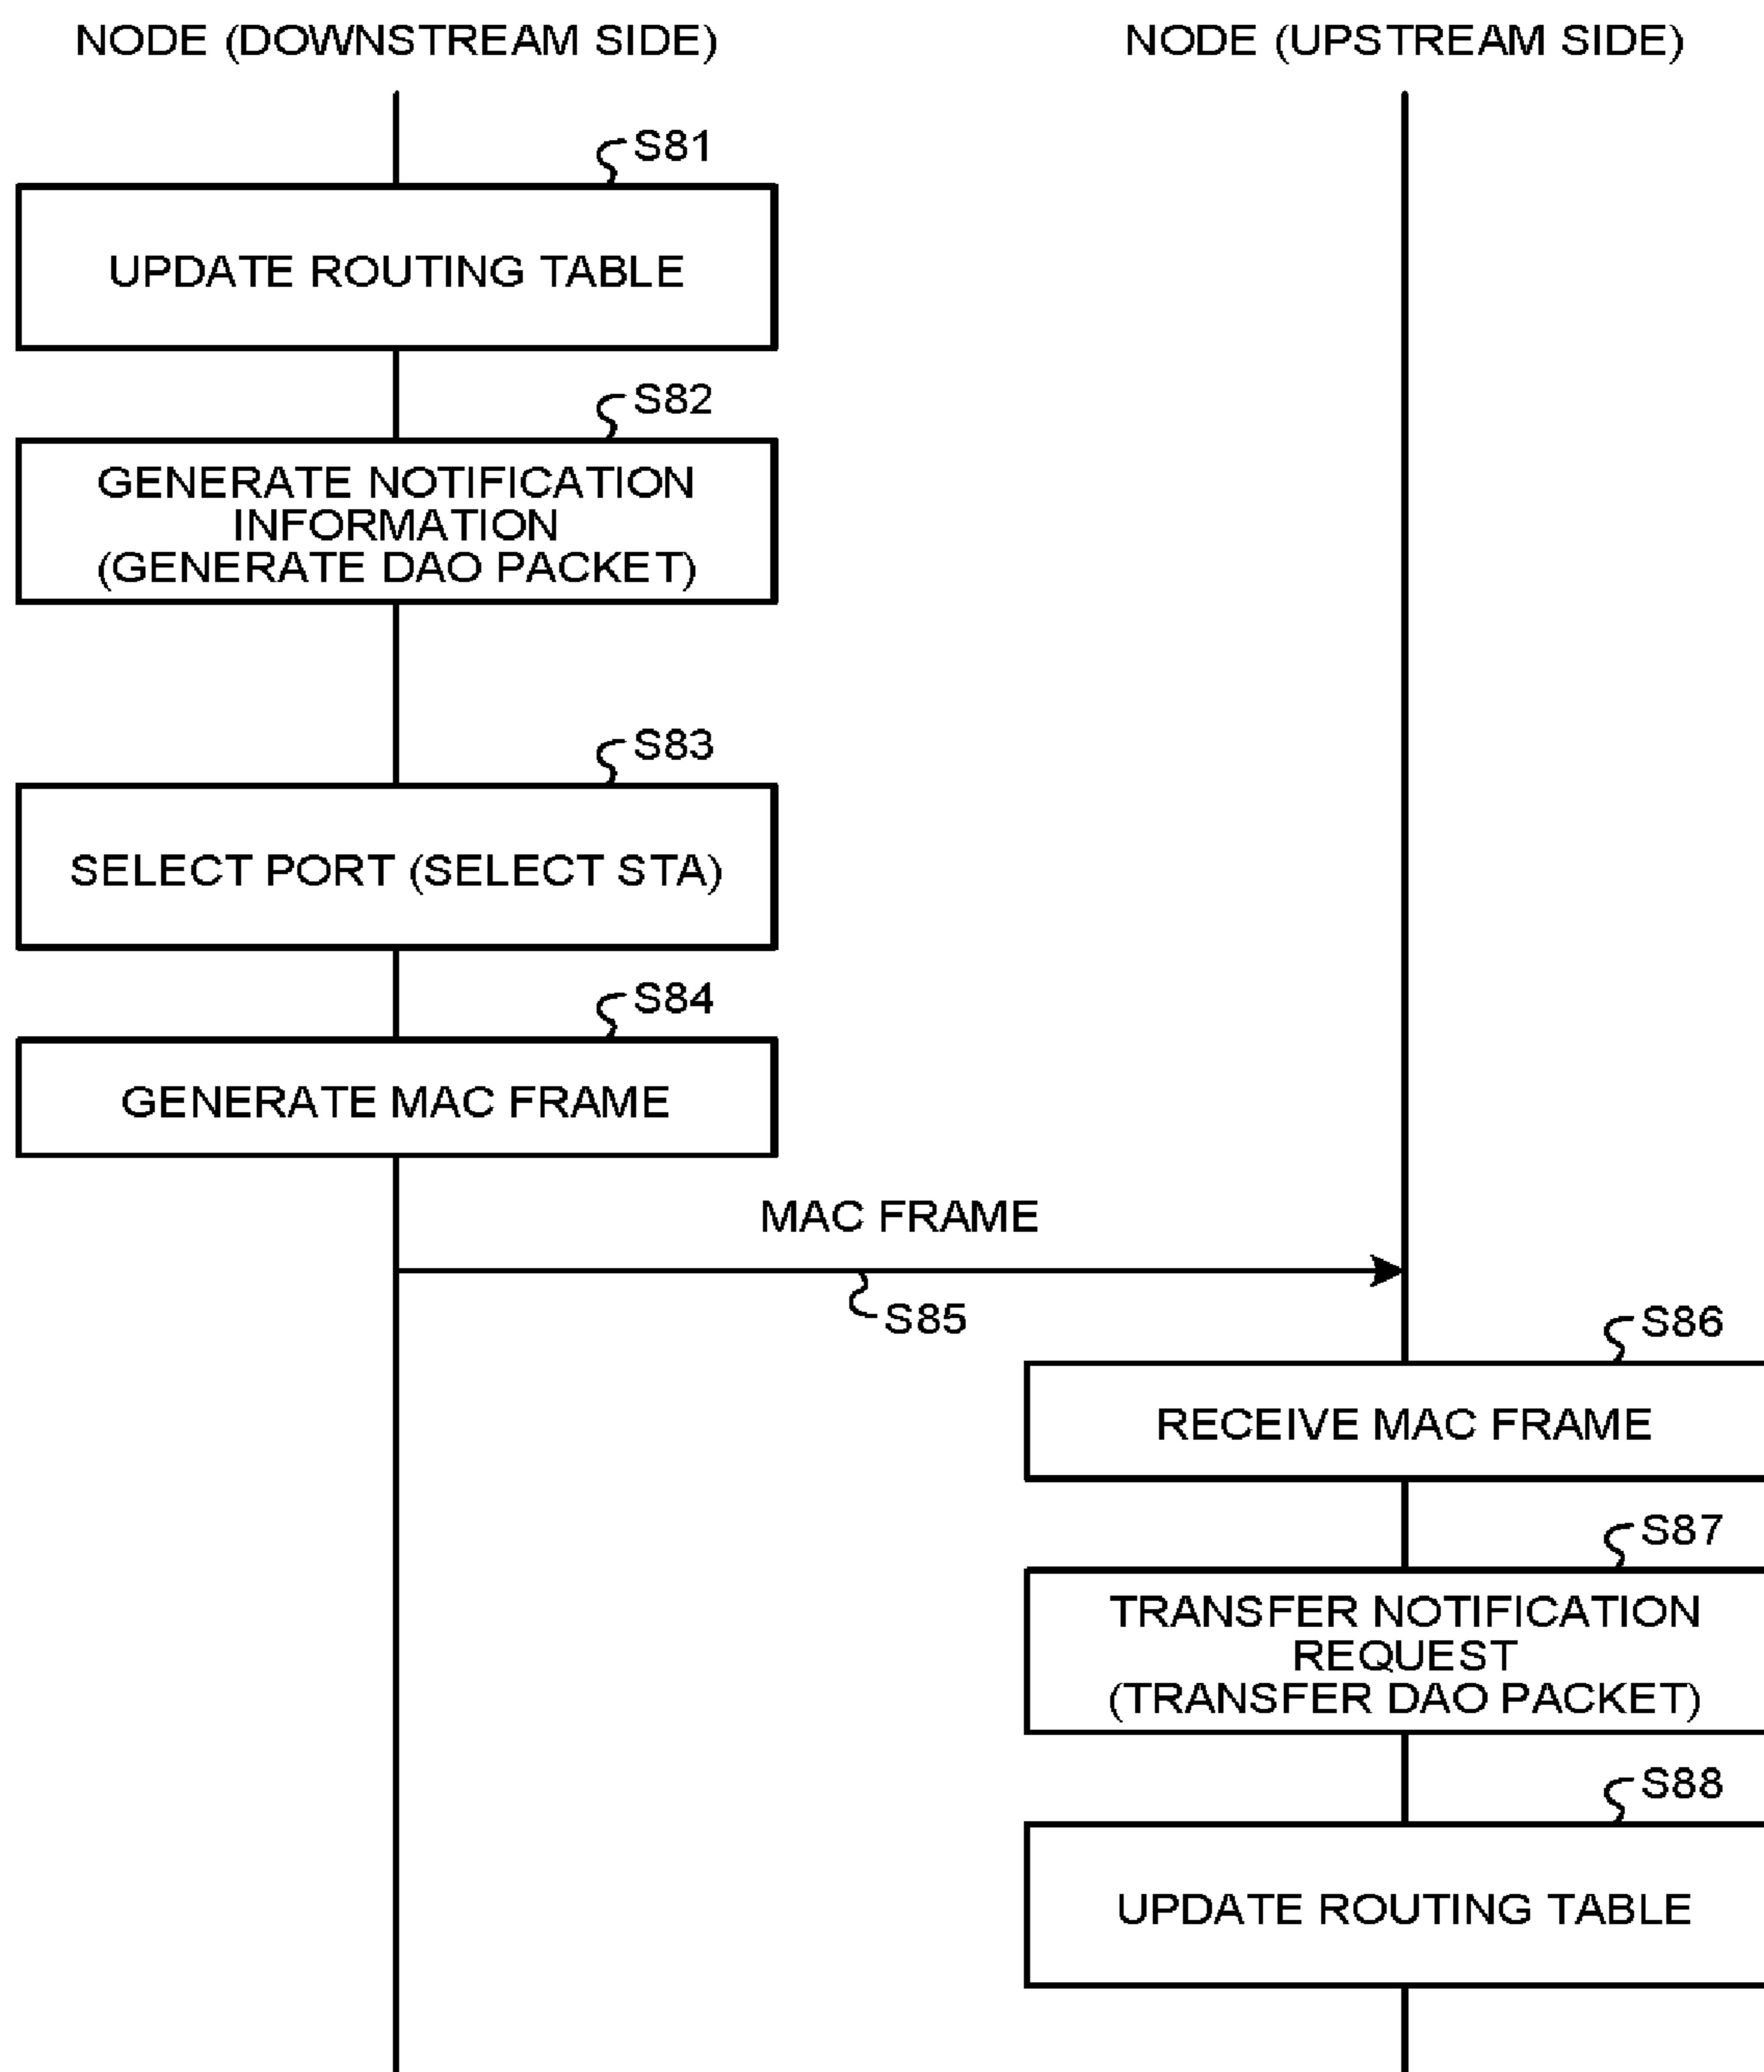 NODE (DOWNSTREAM SIDE)
NODE (UPSTREAM SIDE)
S81
UPDATE ROUTING TABLE
S82
GENERATE NOTIFICATION
INFORMATION
(GENERATE DAO PACKET)
S83
SELECT PORT (SELECT STA)
S84
GENERATE MAC FRAME
MAC FRAME
S85
S86
RECEIVE MAC FRAME
S87
TRANSFER NOTIFICATION
REQUEST
(TRANSFER DAO PACKET)
S88
UPDATE ROUTING TABLE